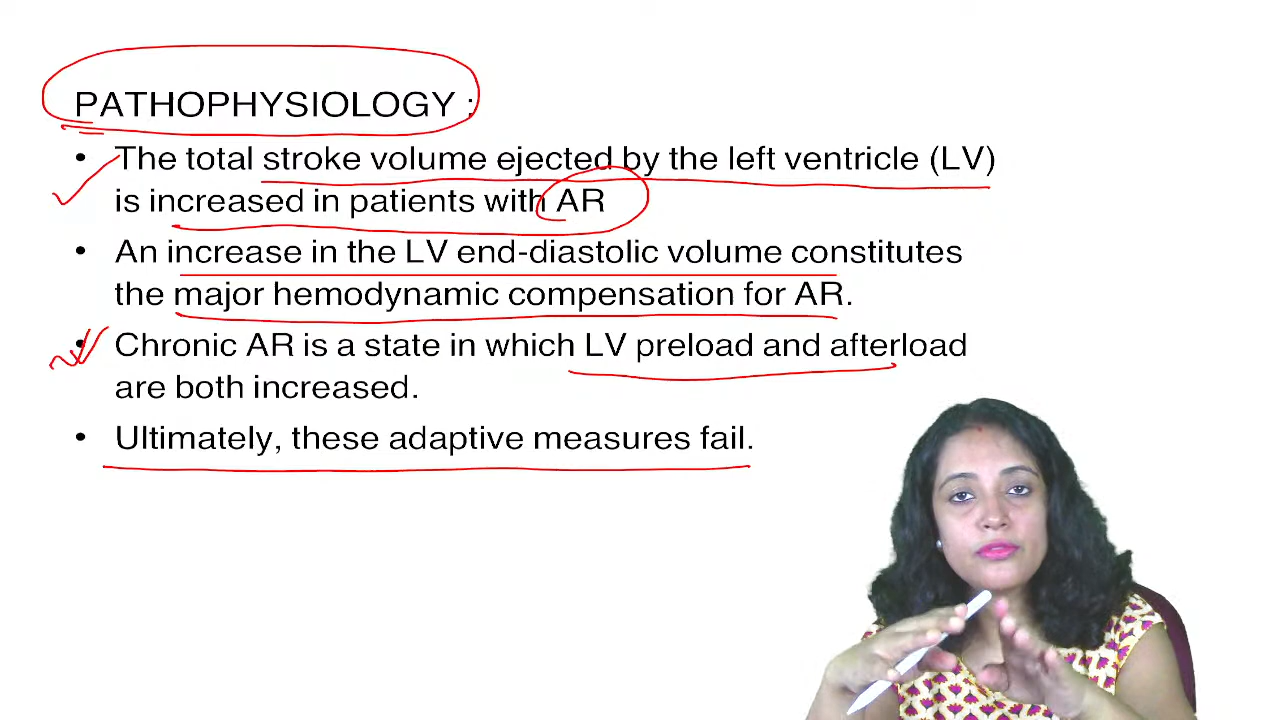 PATHOPHYSIOLOGY :
• The total stroke volume ejected by the left ventricle (LV)
is increased in patients with AR
• An increase in the LV end-diastolic volume constitutes
the major hemodynamic compensation for AR.
• Chronic AR is a state in which LV preload and afterload
are both increased.
• Ultimately, these adaptive measures fail.